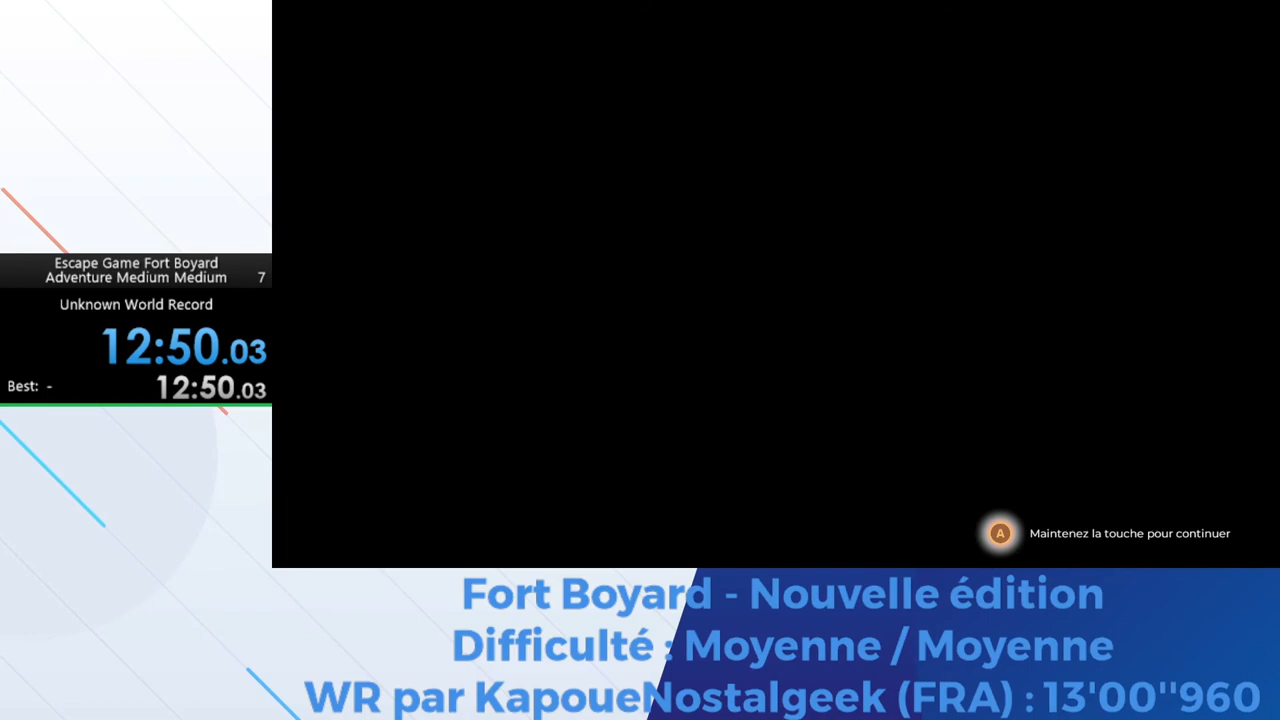 Escape Game Fort Boyard
Adventure Medium Medium 7
Unknown World Record
12:50.03
Best: - 12:50.03
A Maintenez la touche pour continuer
Fort Boyard - Nouvelle édition
Difficulté : Moyenne / Moyenne
WR par KapoueNostalgeek (FRA) : 13'00''960